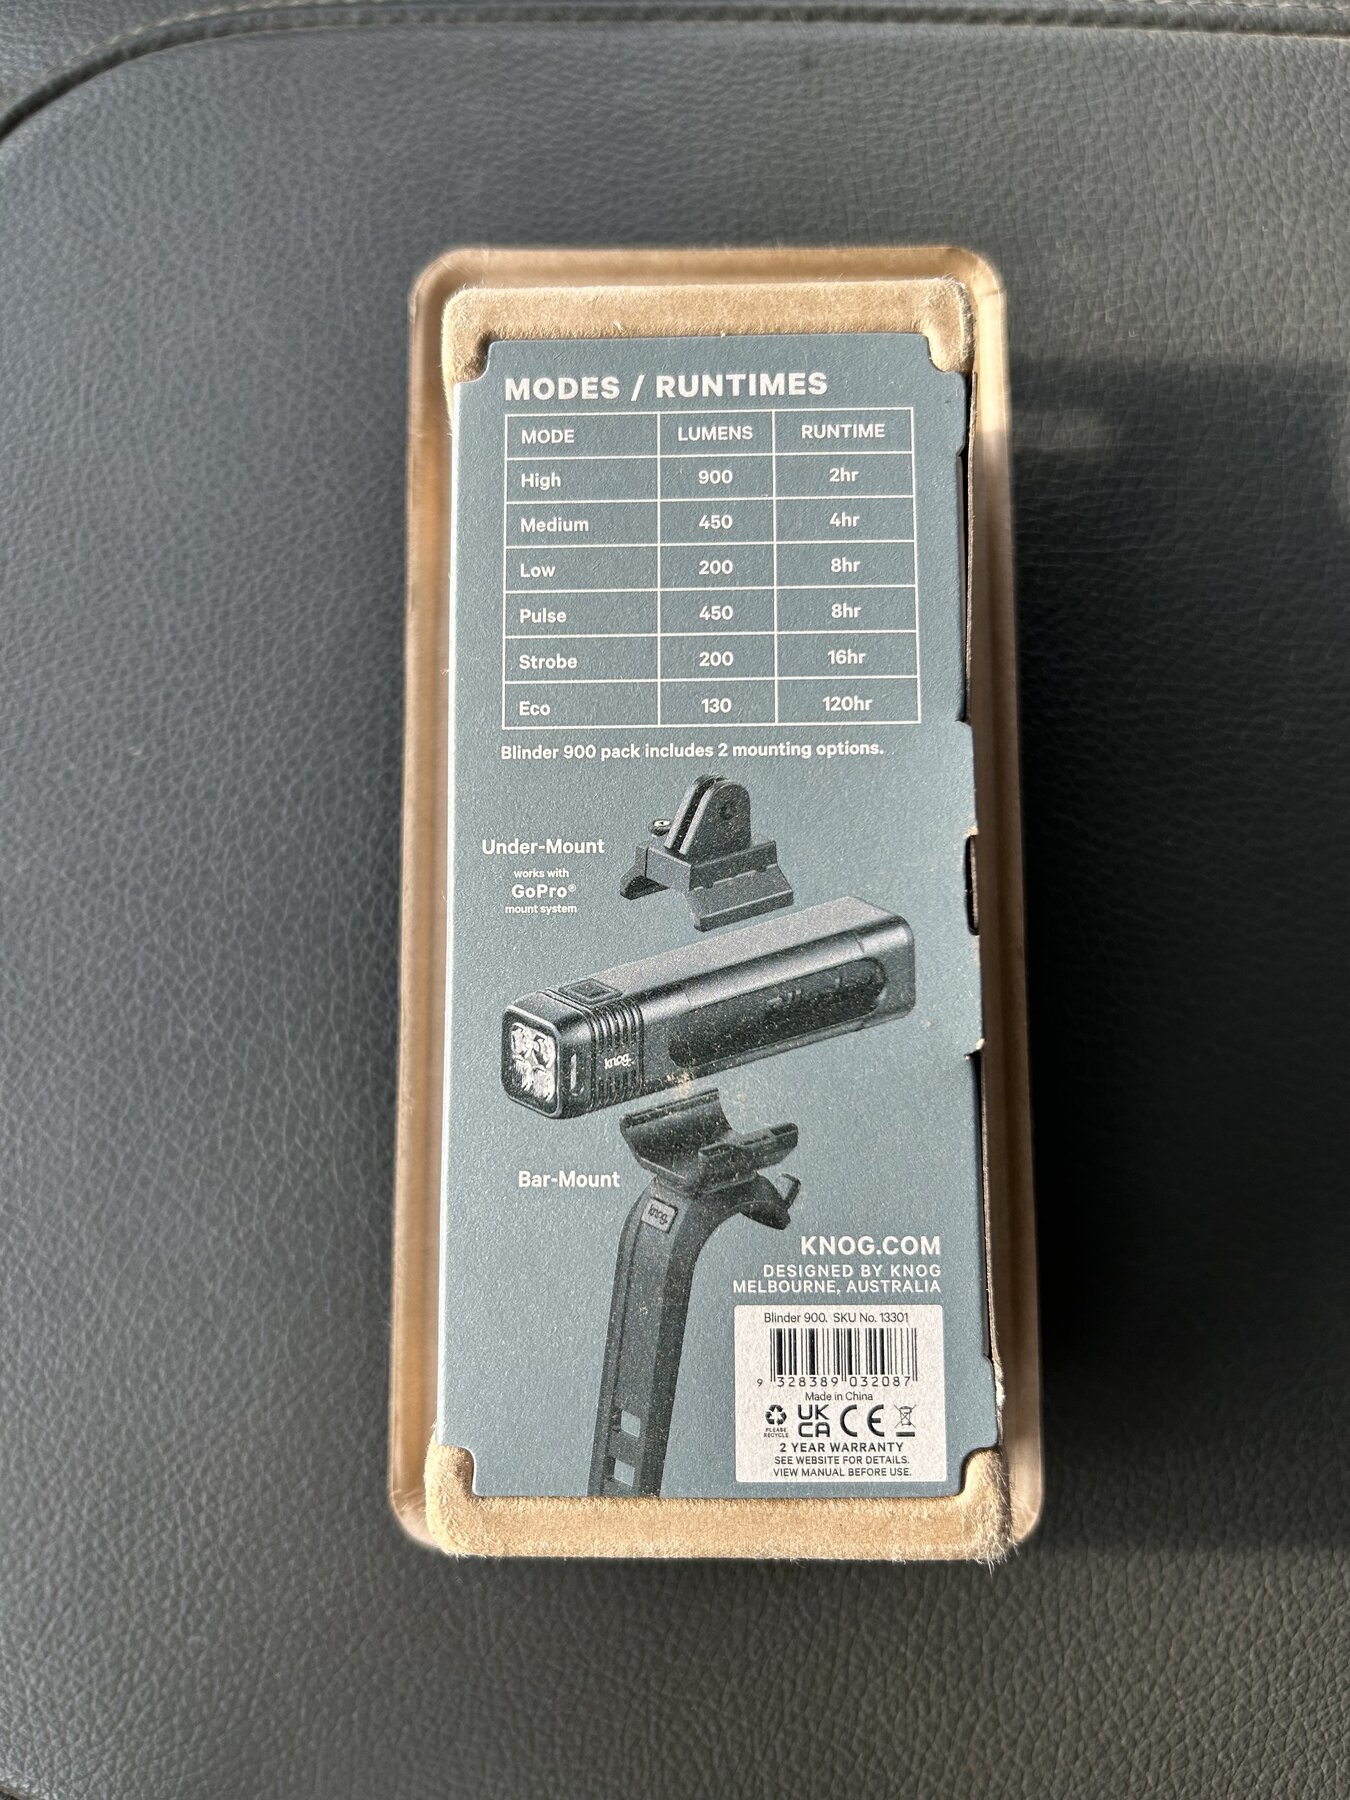 MODES / RUNTIMES
MODE LUMENS RUNTIME
High 900 2hr
Medium 450 4hr
Low 200 8hr
Pulse 450 8hr
Strobe 200 16hr
Eco 130 120hr
Blinder 900 pack includes 2 mounting options.
Under-Mount
works with
GoPro®
mount system
knog.
Bar-Mount
knog.
KNOG.COM
DESIGNED BY KNOG
MELBOURNE, AUSTRALIA
Blinder 900. SKU No. 13301
9 328389 032087
Made in China
PLEASE
RECYCLE
UK
CA
CE
2 YEAR WARRANTY
SEE WEBSITE FOR DETAILS.
VIEW MANUAL BEFORE USE.